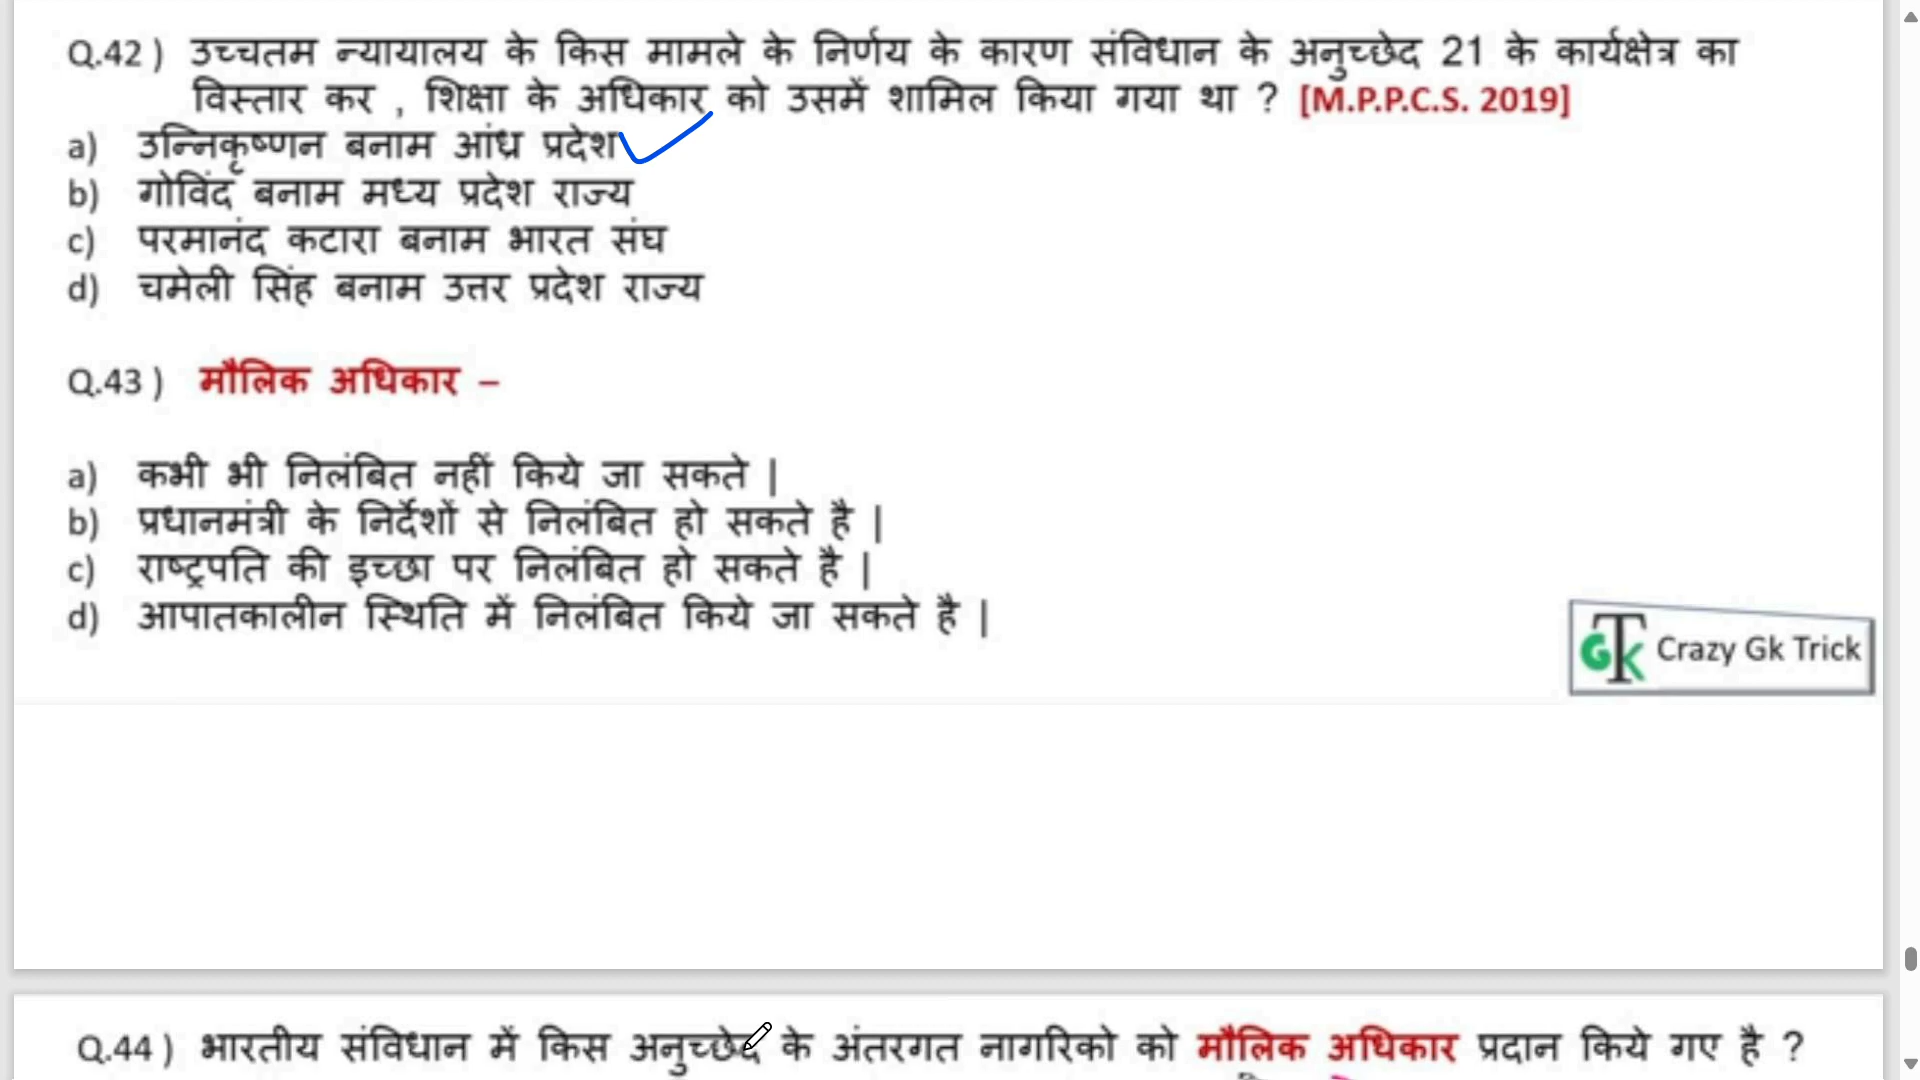 Q.42 ) उच्चतम न्यायालय के किस मामले के निर्णय के कारण संविधान के अनुच्छेद 21 के कार्यक्षेत्र का
विस्तार कर , शिक्षा के अधिकार को उसमें शामिल किया गया था ? [M.P.P.C.S. 2019]
a) उन्निकृष्णन बनाम आंध्र प्रदेश
b) गोविंद बनाम मध्य प्रदेश राज्य
c) परमानंद कटारा बनाम भारत संघ
d) चमेली सिंह बनाम उत्तर प्रदेश राज्य
Q.43 ) मौलिक अधिकार –
a) कभी भी निलंबित नहीं किये जा सकते |
b) प्रधानमंत्री के निर्देशों से निलंबित हो सकते है |
c) राष्ट्रपति की इच्छा पर निलंबित हो सकते है |
d) आपातकालीन स्थिति में निलंबित किये जा सकते है |
GTK Crazy Gk Trick
Q.44 ) भारतीय संविधान में किस अनुच्छेद के अंतरगत नागरिको को मौलिक अधिकार प्रदान किये गए है ?